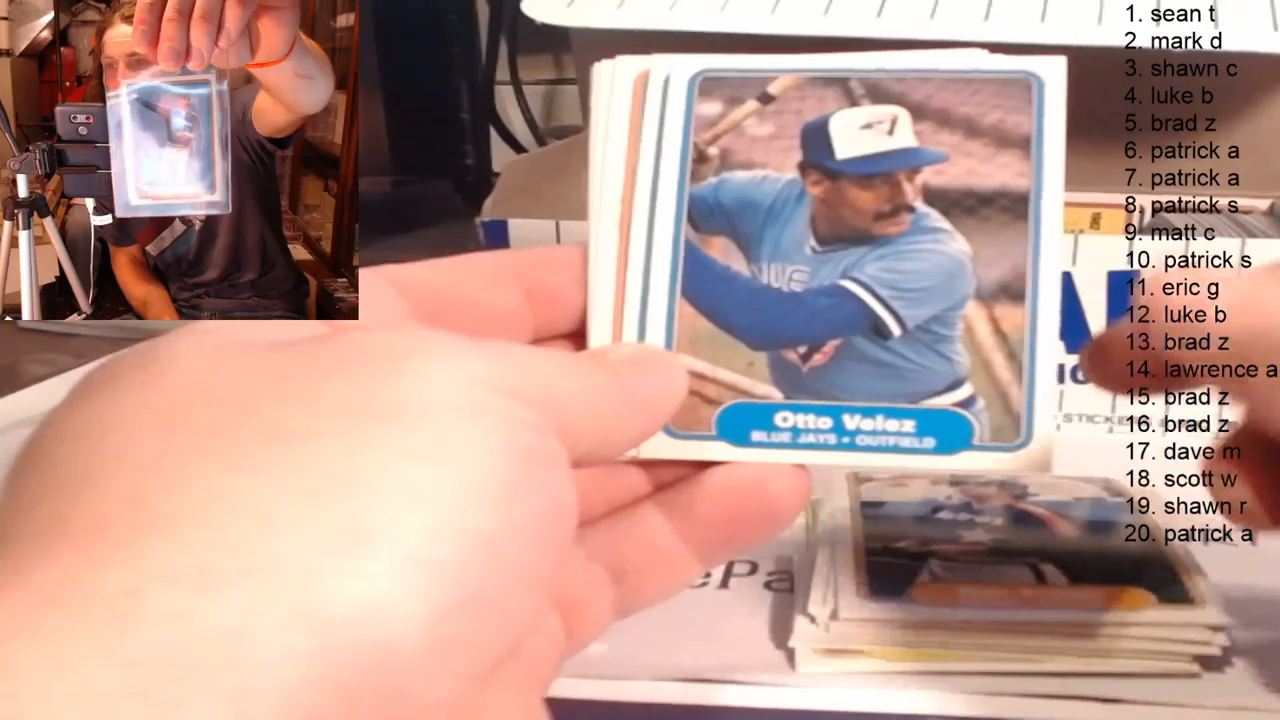 1. sean t
2. mark d
3. shawn c
4. luke b
5. brad z
6. patrick a
7. patrick a
8. patrick s
9. matt c
10. patrick s
11. eric g
12. luke b
13. brad z
14. lawrence a
15. brad z
16. brad z
17. dave m
18. scott w
19. shawn r
20. patrick a
Otto Velez
BLUE JAYS • OUTFIELD
STICKE
ePa